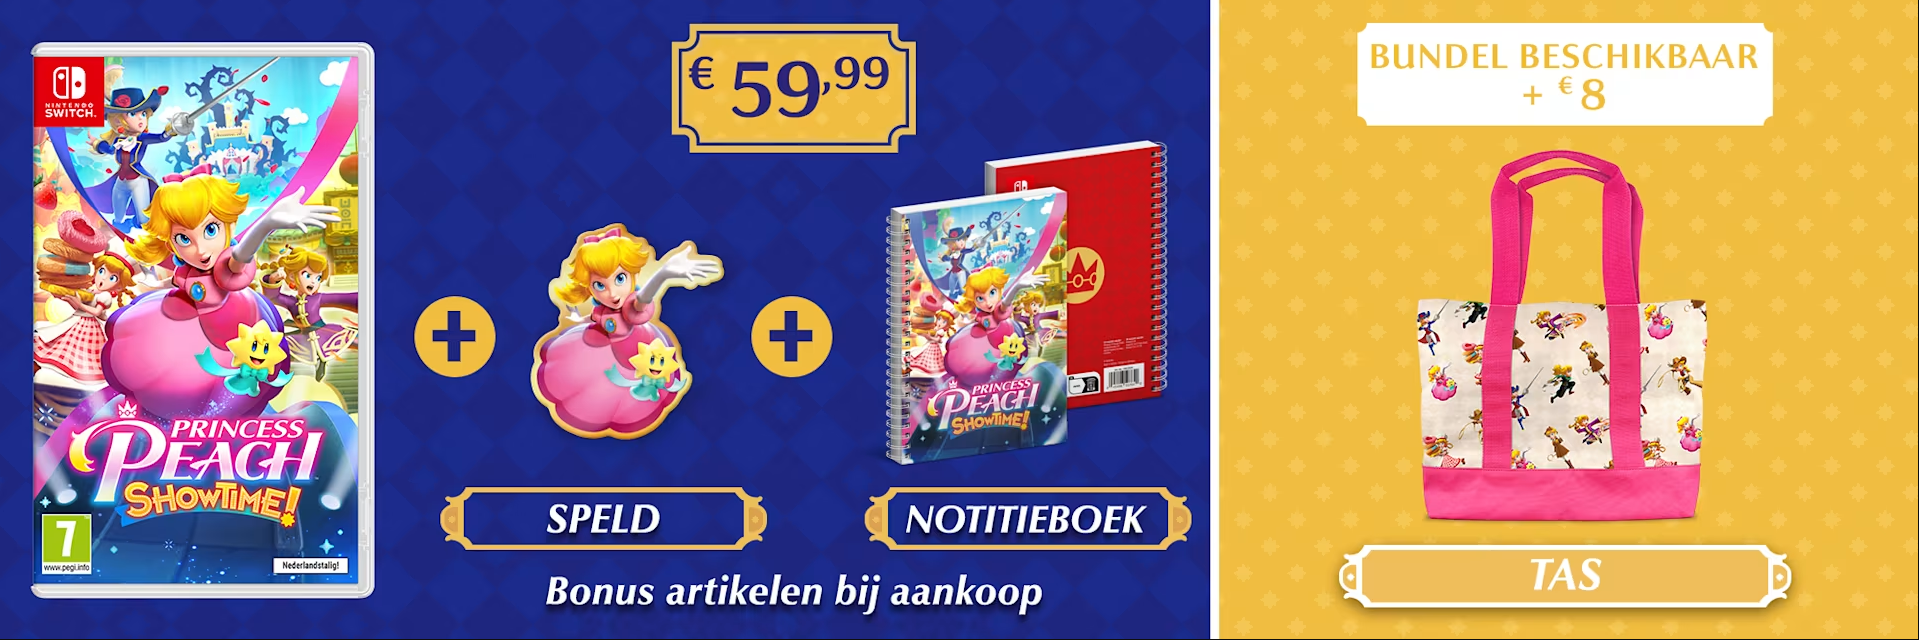 € 59,99
BUNDEL BESCHIKBAAR
+ € 8
NINTENDO
SWITCH
PRINCESS
PEACH
SHOWTIME!
7
www.pegi.info
Nederlandstalig!
PRINCESS
PEACH
SHOWTIME!
SPELD
NOTITIEBOEK
Bonus artikelen bij aankoop
TAS